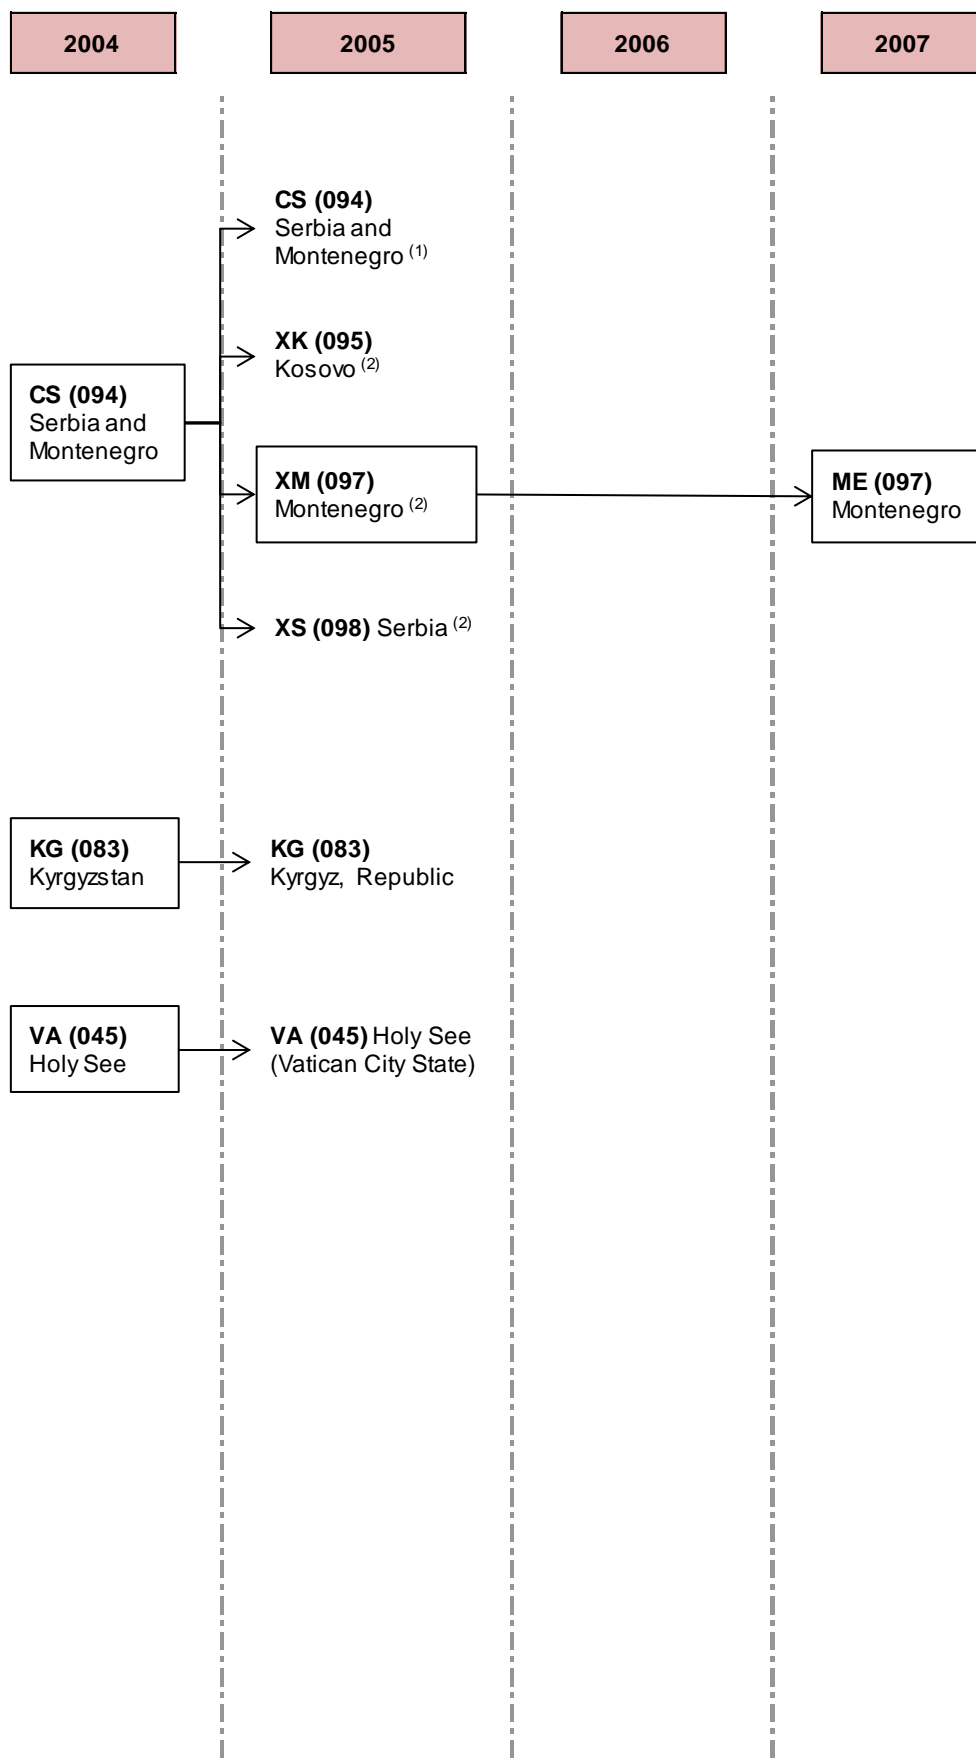 2004
2005
2006
2007
CS (094)
Serbia and
Montenegro (1)
XK (095)
Kosovo (2)
CS (094)
Serbia and
Montenegro
XM (097)
Montenegro (2)
ME (097)
Montenegro
XS (098) Serbia (2)
KG (083)
Kyrgyzstan
KG (083)
Kyrgyz, Republic
VA (045)
Holy See
VA (045) Holy See
(Vatican City State)